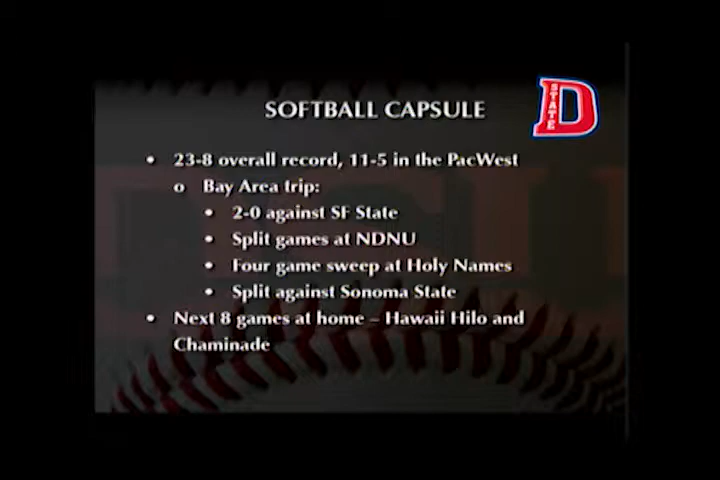 SOFTBALL CAPSULE
STATE
D
• 23-8 overall record, 11-5 in the PacWest
o Bay Area trip:
• 2-0 against SF State
• Split games at NDNU
• Four game sweep at Holy Names
• Split against Sonoma State
• Next 8 games at home – Hawaii Hilo and
Chaminade